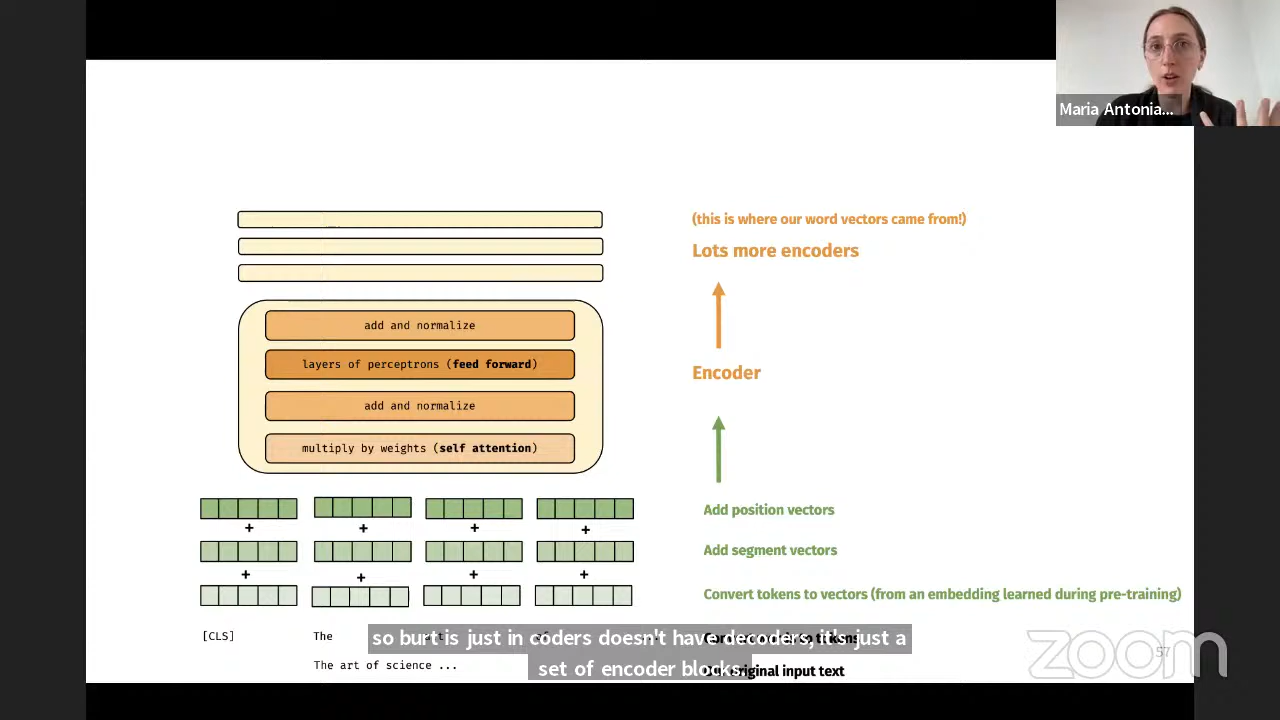 Maria Antonia...
(this is where our word vectors came from!)
Lots more encoders
add and normalize
layers of perceptrons (feed forward)
Encoder
add and normalize
multiply by weights (self attention)
Add position vectors
+ + + +
Add segment vectors
+ + + +
Convert tokens to vectors (from an embedding learned during pre-training)
[CLS] The
so burt is just in coders doesn't have decoders, it's just a
set of encoder blocks.
The art of science ...
original input text
zoom
57